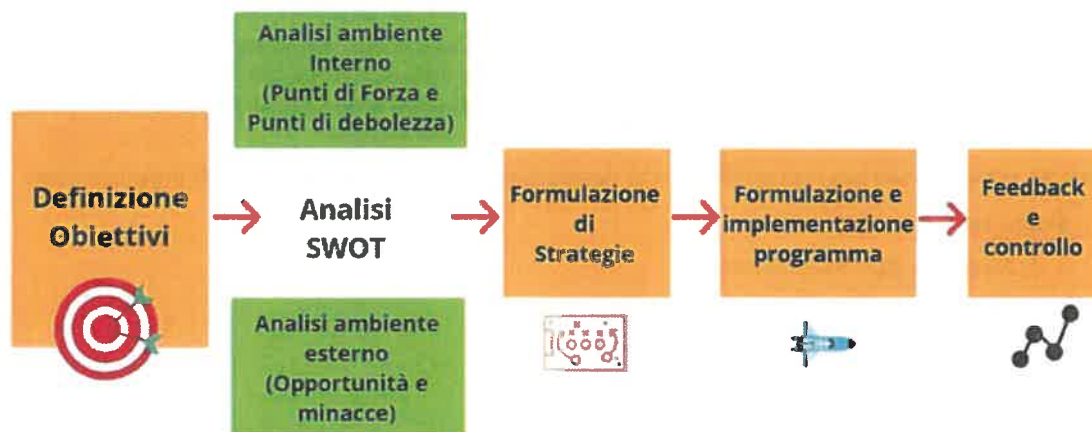 Definizione
Obiettivi
Analisi ambiente
Interno
(Punti di Forza e
Punti di debolezza)
Analisi
SWOT
Analisi ambiente
esterno
(Opportunità e
minacce)
Formulazione
di
Strategie
Formulazione e
implementazione
programma
Feedback
e
controllo